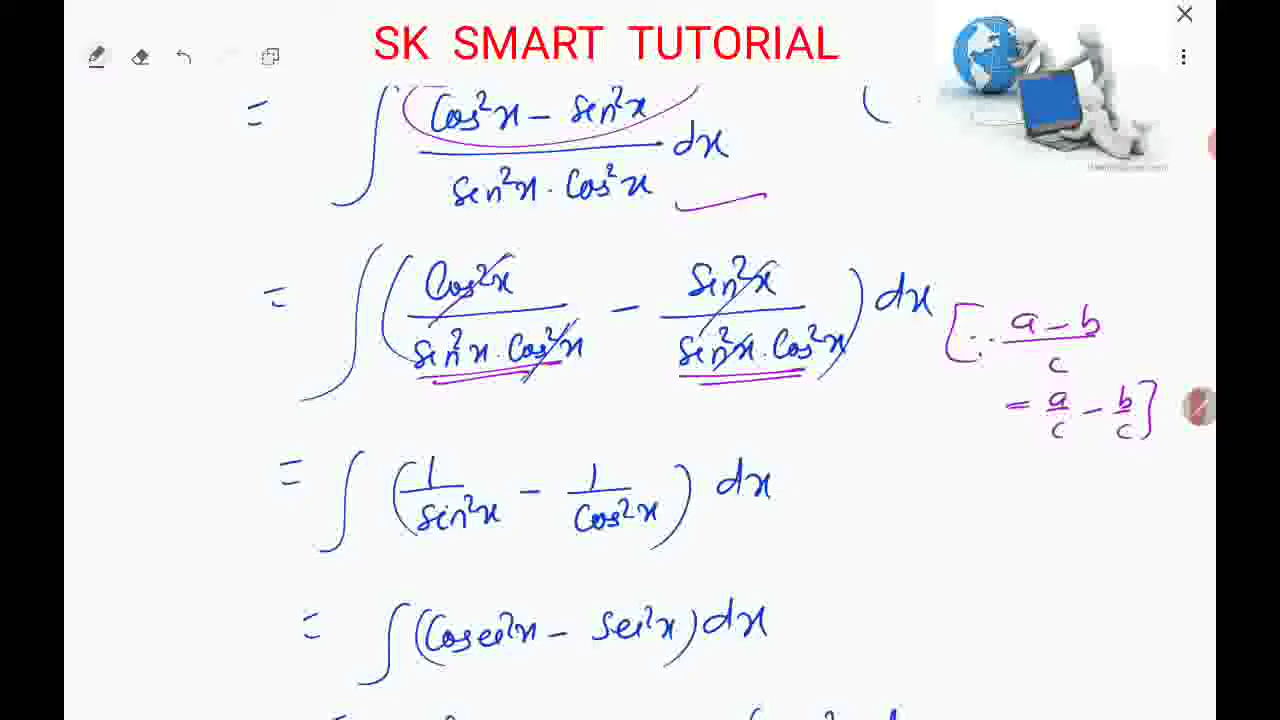 SK SMART TUTORIAL
= ∫ (cos²x − sin²x) / (sin²x · cos²x) dx
= ∫ ( cos²x / (sin²x · cos²x) − sin²x / (sin²x · cos²x) ) dx [∵ (a − b) / c
= a/c − b/c]
= ∫ ( 1/sin²x − 1/cos²x ) dx
= ∫ (cosec²x − sec²x) dx